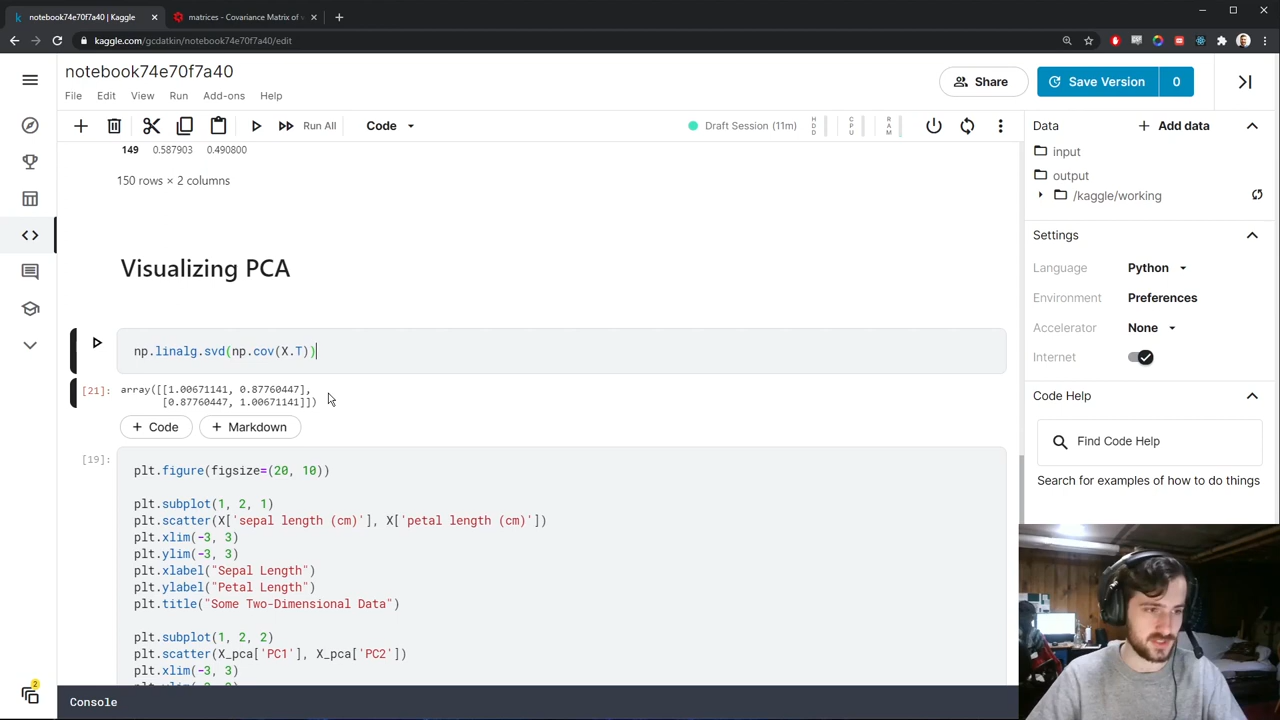 notebook74e70f7a40 | Kaggle
matrices - Covariance Matrix of v
kaggle.com/gcdatkin/notebook74e70f7a40/edit
notebook74e70f7a40
File Edit View Run Add-ons Help
Share
Save Version 0
Run All
Code
Draft Session (11m)
HDD
CPU
RAM
149 0.587903 0.490800
150 rows × 2 columns
Visualizing PCA
np.linalg.svd(np.cov(X.T))
[21]: array([[1.00671141, 0.87760447],
[0.87760447, 1.00671141]])
+ Code + Markdown
[19]:
plt.figure(figsize=(20, 10))
plt.subplot(1, 2, 1)
plt.scatter(X['sepal length (cm)'], X['petal length (cm)'])
plt.xlim(-3, 3)
plt.ylim(-3, 3)
plt.xlabel("Sepal Length")
plt.ylabel("Petal Length")
plt.title("Some Two-Dimensional Data")
plt.subplot(1, 2, 2)
plt.scatter(X_pca['PC1'], X_pca['PC2'])
plt.xlim(-3, 3)
Console
2
Data
+ Add data
input
output
/kaggle/working
Settings
Language Python
Environment Preferences
Accelerator None
Internet
Code Help
Find Code Help
Search for examples of how to do things